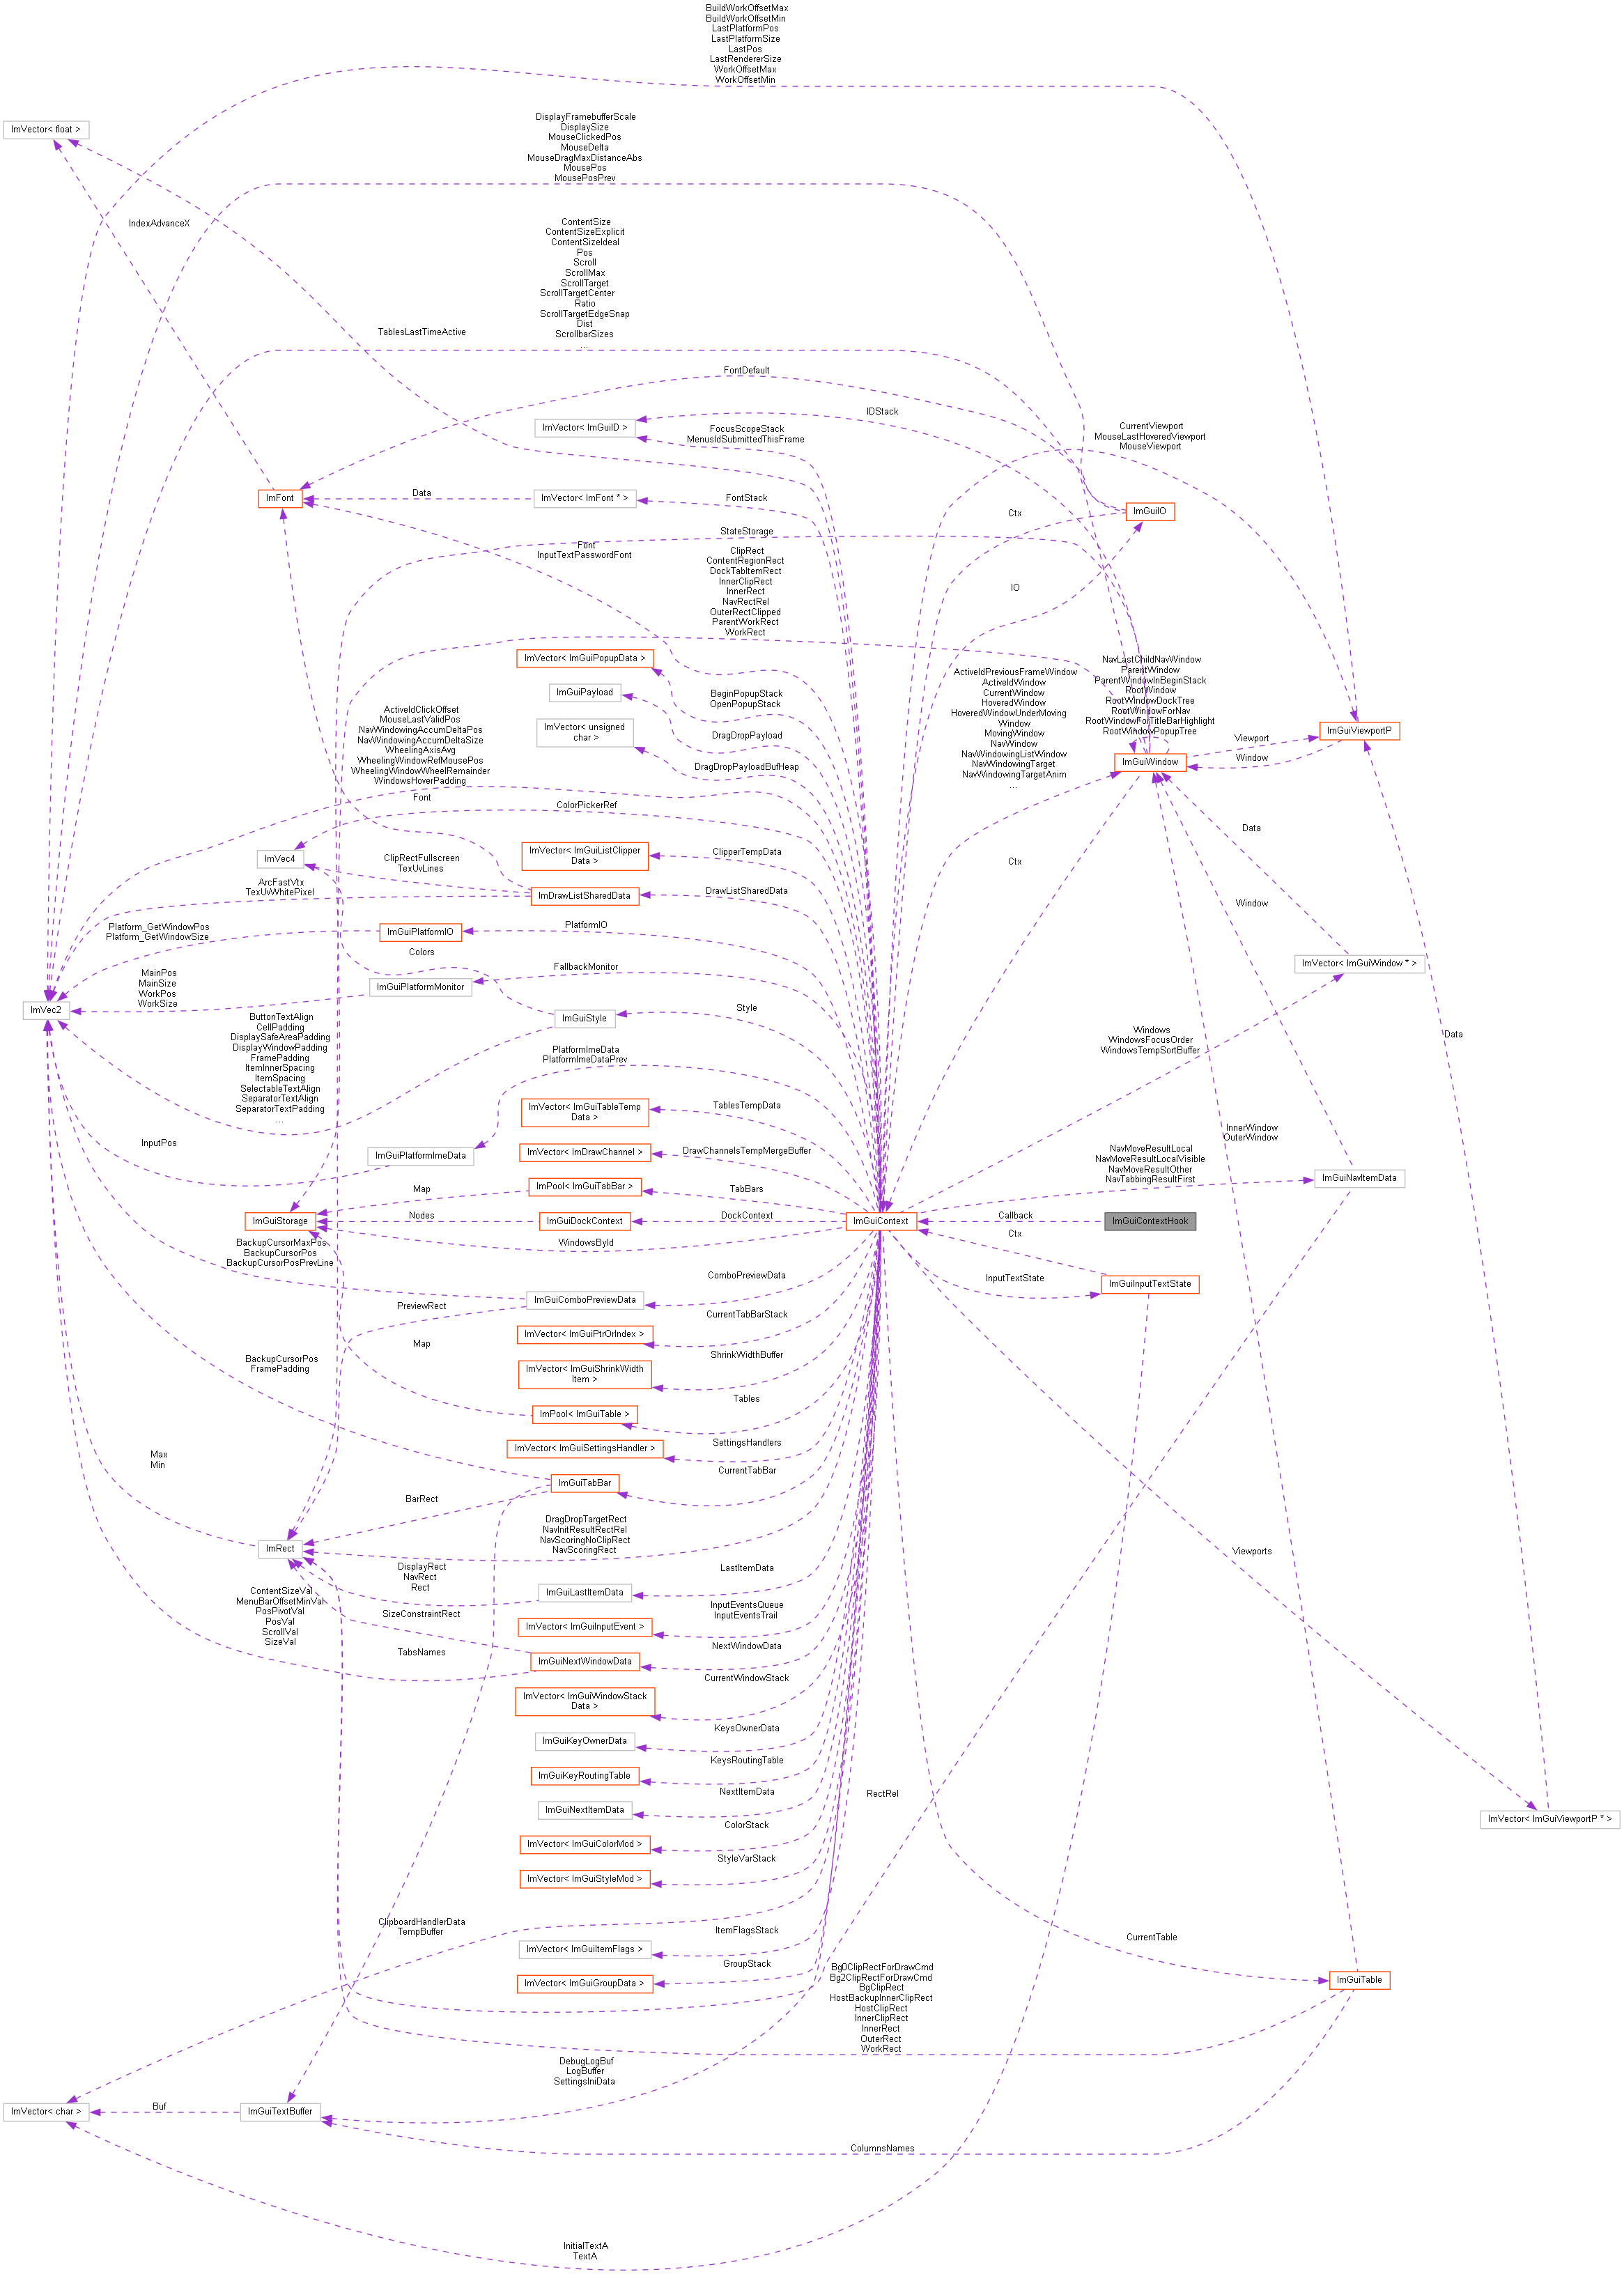 BuildWorkOffsetMax
BuildWorkOffsetMin
LastPlatformPos
LastPlatformSize
LastPos
LastRendererSize
WorkOffsetMax
WorkOffsetMin
ImVector< float >
DisplayFramebufferScale
DisplaySize
MouseClickedPos
MouseDelta
MouseDragMaxDistanceAbs
MousePos
MousePosPrev
IndexAdvanceX
ContentSize
ContentSizeExplicit
ContentSizeIdeal
Pos
Scroll
ScrollMax
ScrollTarget
ScrollTargetCenter
Ratio
ScrollTargetEdgeSnap
Dist
ScrollbarSizes
...
TablesLastTimeActive
FontDefault
IDStack
ImVector< ImGuiID >
FocusScopeStack
MenusIdSubmittedThisFrame
CurrentViewport
MouseLastHoveredViewport
MouseViewport
ImFont
Data
ImVector< ImFont * >
FontStack
Ctx
ImGuiIO
StateStorage
Font
InputTextPasswordFont
ClipRect
ContentRegionRect
DockTabItemRect
InnerClipRect
InnerRect
NavRectRel
OuterRectClipped
ParentWorkRect
WorkRect
IO
ImVector< ImGuiPopupData >
BeginPopupStack
OpenPopupStack
ImGuiPayload
DragDropPayload
ImVector< unsigned
char >
DragDropPayloadBufHeap
ActiveIdPreviousFrameWindow
ActiveIdWindow
CurrentWindow
HoveredWindow
HoveredWindowUnderMoving
Window
MovingWindow
NavWindow
NavWindowingListWindow
NavWindowingTarget
NavWindowingTargetAnim
...
NavLastChildNavWindow
ParentWindow
ParentWindowInBeginStack
RootWindow
RootWindowDockTree
RootWindowForNav
RootWindowForTitleBarHighlight
RootWindowPopupTree
ImGuiWindow
Viewport
Window
ImGuiViewportP
ActiveIdClickOffset
MouseLastValidPos
NavWindowingAccumDeltaPos
NavWindowingAccumDeltaSize
WheelingAxisAvg
WheelingWindowRefMousePos
WheelingWindowWheelRemainder
WindowsHoverPadding
Font
ColorPickerRef
Data
ImVec4
ClipRectFullscreen
TexUvLines
ImVector< ImGuiListClipper
Data >
ClipperTempData
Ctx
ArcFastVtx
TexUvWhitePixel
ImDrawListSharedData
DrawListSharedData
Window
Platform_GetWindowPos
Platform_GetWindowSize
ImGuiPlatformIO
PlatformIO
Colors
FallbackMonitor
ImVector< ImGuiWindow * >
MainPos
MainSize
WorkPos
WorkSize
ImGuiPlatformMonitor
ImVec2
ImGuiStyle
Style
ButtonTextAlign
CellPadding
DisplaySafeAreaPadding
DisplayWindowPadding
FramePadding
ItemInnerSpacing
ItemSpacing
SelectableTextAlign
SeparatorTextAlign
SeparatorTextPadding
...
PlatformImeData
PlatformImeDataPrev
Windows
WindowsFocusOrder
WindowsTempSortBuffer
Data
ImVector< ImGuiTableTemp
Data >
TablesTempData
InnerWindow
OuterWindow
InputPos
ImGuiPlatformImeData
ImVector< ImDrawChannel >
DrawChannelsTempMergeBuffer
NavMoveResultLocal
NavMoveResultLocalVisible
NavMoveResultOther
NavTabbingResultFirst
ImGuiNavItemData
Map
ImPool< ImGuiTabBar >
TabBars
ImGuiStorage
Nodes
ImGuiDockContext
DockContext
ImGuiContext
Callback
ImGuiContextHook
WindowsById
Ctx
BackupCursorMaxPos
BackupCursorPos
BackupCursorPosPrevLine
ComboPreviewData
InputTextState
ImGuiInputTextState
PreviewRect
ImGuiComboPreviewData
CurrentTabBarStack
ImVector< ImGuiPtrOrIndex >
Map
ShrinkWidthBuffer
BackupCursorPos
FramePadding
ImVector< ImGuiShrinkWidth
Item >
Tables
ImPool< ImGuiTable >
Max
Min
ImVector< ImGuiSettingsHandler >
SettingsHandlers
CurrentTabBar
ImGuiTabBar
BarRect
DragDropTargetRect
NavInitResultRectRel
NavScoringNoClipRect
NavScoringRect
ImRect
Viewports
DisplayRect
NavRect
Rect
ImGuiLastItemData
LastItemData
ContentSizeVal
MenuBarOffsetMinVal
PosPivotVal
PosVal
ScrollVal
SizeVal
SizeConstraintRect
InputEventsQueue
InputEventsTrail
ImVector< ImGuiInputEvent >
TabsNames
ImGuiNextWindowData
NextWindowData
CurrentWindowStack
ImVector< ImGuiWindowStack
Data >
ImGuiKeyOwnerData
KeysOwnerData
ImGuiKeyRoutingTable
KeysRoutingTable
ImGuiNextItemData
NextItemData
RectRel
ImVector< ImGuiViewportP * >
ImVector< ImGuiColorMod >
ColorStack
ImVector< ImGuiStyleMod >
StyleVarStack
ClipboardHandlerData
TempBuffer
ImVector< ImGuiItemFlags >
ItemFlagsStack
CurrentTable
ImVector< ImGuiGroupData >
GroupStack
Bg0ClipRectForDrawCmd
Bg2ClipRectForDrawCmd
BgClipRect
HostBackupInnerClipRect
HostClipRect
InnerClipRect
InnerRect
OuterRect
WorkRect
ImGuiTable
DebugLogBuf
LogBuffer
SettingsIniData
ImVector< char >
Buf
ImGuiTextBuffer
ColumnsNames
InitialTextA
TextA